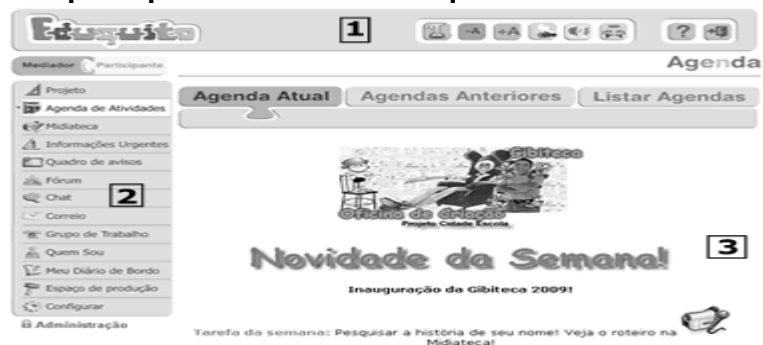 Eduquito
1
-A +A ?
Mediador Participante
Agenda
Projeto
Agenda de Atividades
Midiateca
Informações Urgentes
Quadro de avisos
Fórum
Chat
Correio
Grupo de Trabalho
Quem Sou
Meu Diário de Bordo
Espaço de produção
Configurar
Administração
2
Agenda Atual Agendas Anteriores Listar Agendas
Gibiteca
Oficina de Criação
Projeto Cidade Escola
Novidade da Semana!
3
Inauguração da Gibiteca 2009!
Tarefa da semana: Pesquisar a história de seu nome! Veja o roteiro na
Midiateca!